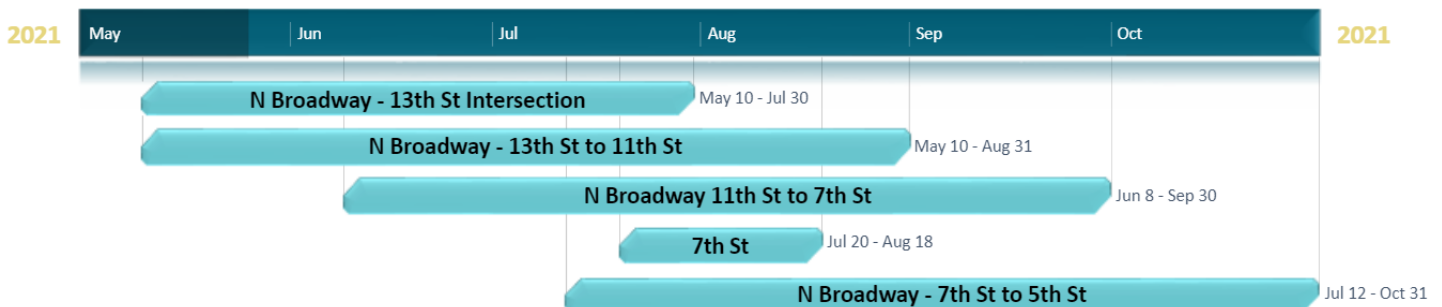 2021 May Jun Jul Aug Sep Oct 2021
N Broadway - 13th St Intersection May 10 - Jul 30
N Broadway - 13th St to 11th St May 10 - Aug 31
N Broadway 11th St to 7th St Jun 8 - Sep 30
7th St Jul 20 - Aug 18
N Broadway - 7th St to 5th St Jul 12 - Oct 31